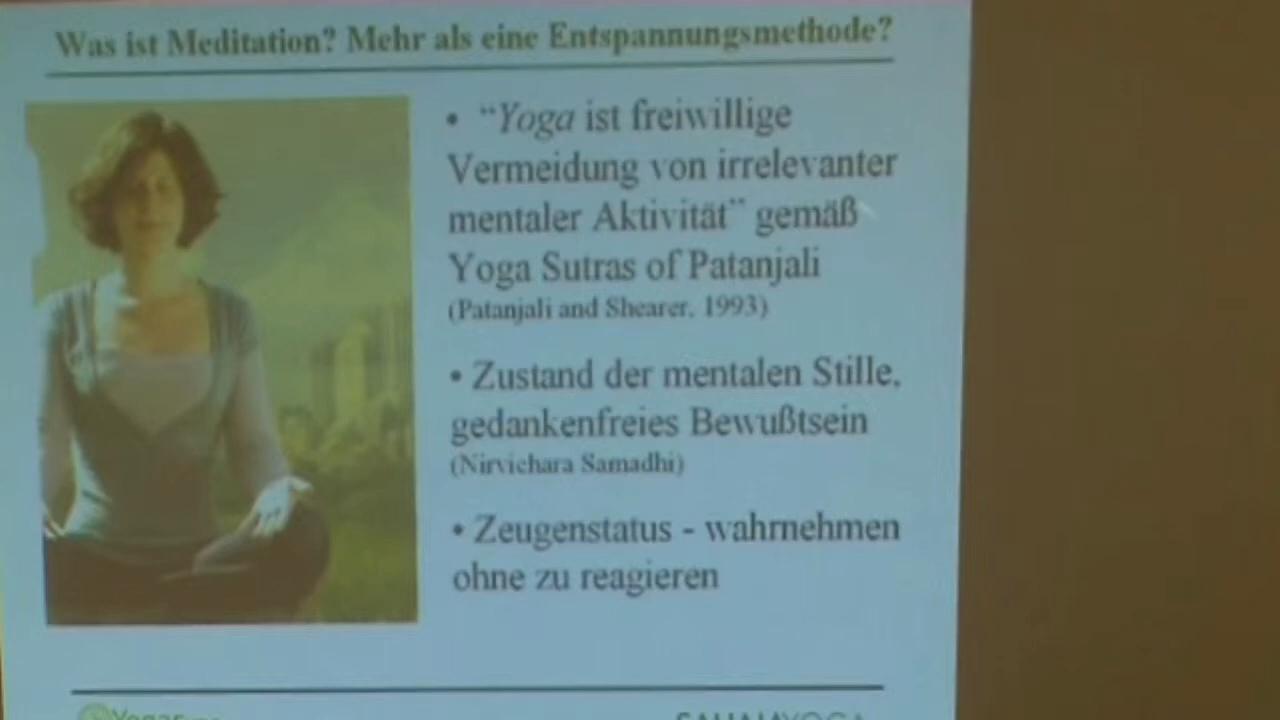 Was ist Meditation? Mehr als eine Entspannungsmethode?
• “Yoga ist freiwillige
Vermeidung von irrelevanter
mentaler Aktivität¨ gemäß
Yoga Sutras of Patanjali
(Patanjali and Shearer, 1993)
• Zustand der mentalen Stille,
gedankenfreies Bewußtsein
(Nirvichara Samadhi)
• Zeugenstatus - wahrnehmen
ohne zu reagieren